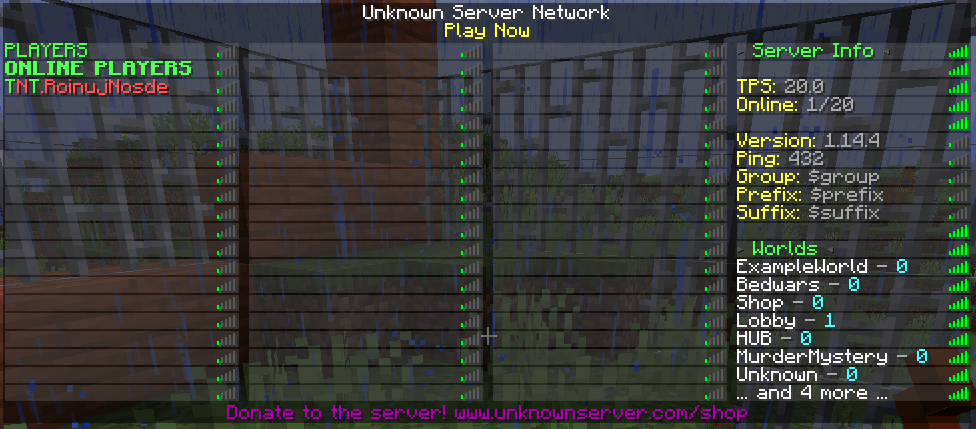 Unknown Server Network
Play Now
PLAYERS
ONLINE PLAYERS
TNT.RoinujNosde
Server Info
TPS: 20.0
Online: 1/20
Version: 1.14.4
Ping: 432
Group: $group
Prefix: $prefix
Suffix: $suffix
Worlds
ExampleWorld - 0
Bedwars - 0
Shop - 0
Lobby - 1
HUB - 0
MurderMystery - 0
Unknown - 0
... and 4 more ...
Donate to the server! www.unknownserver.com/shop